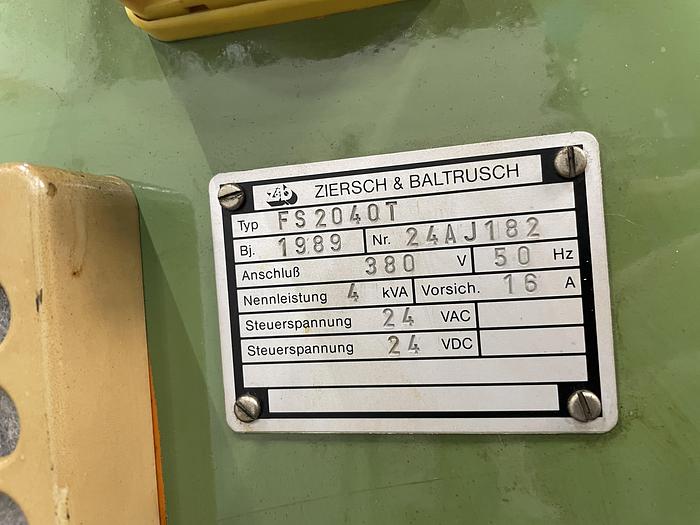 zb ZIERSCH & BALTRUSCH
Typ FS2040T
Bj. 1989 Nr. 24AJ182
Anschluß 380 V 50 Hz
Nennleistung 4 kVA Vorsich. 16 A
Steuerspannung 24 VAC
Steuerspannung 24 VDC